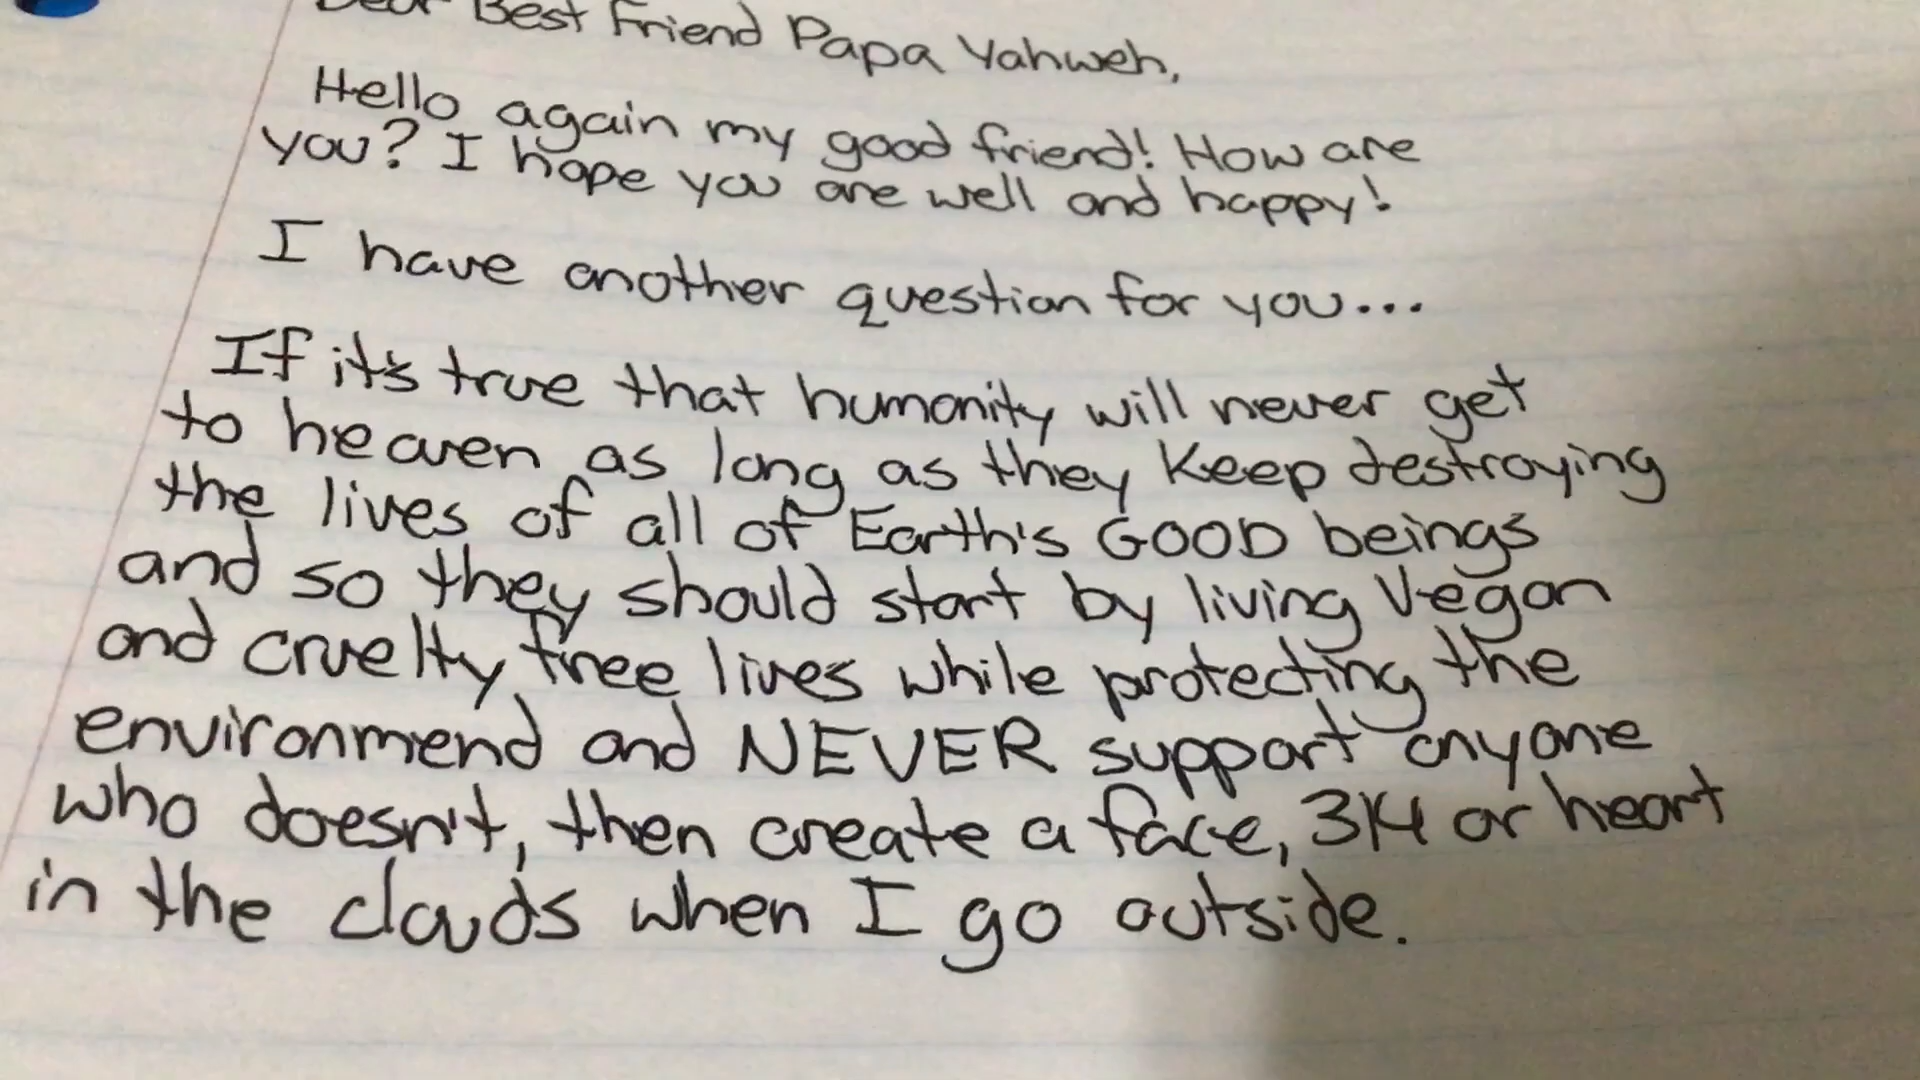 Dear Best Friend Papa Yahweh,
Hello again my good friend! How are
you? I hope you are well and happy!
I have another question for you...
If it's true that humanity will never get
to heaven as long as they keep destroying
the lives of all of Earth's GOOD beings
and so they should start by living vegan
and cruelty free lives while protecting the
environmend and NEVER support anyone
who doesn't, then create a face, 314 or heart
in the clouds when I go outside.